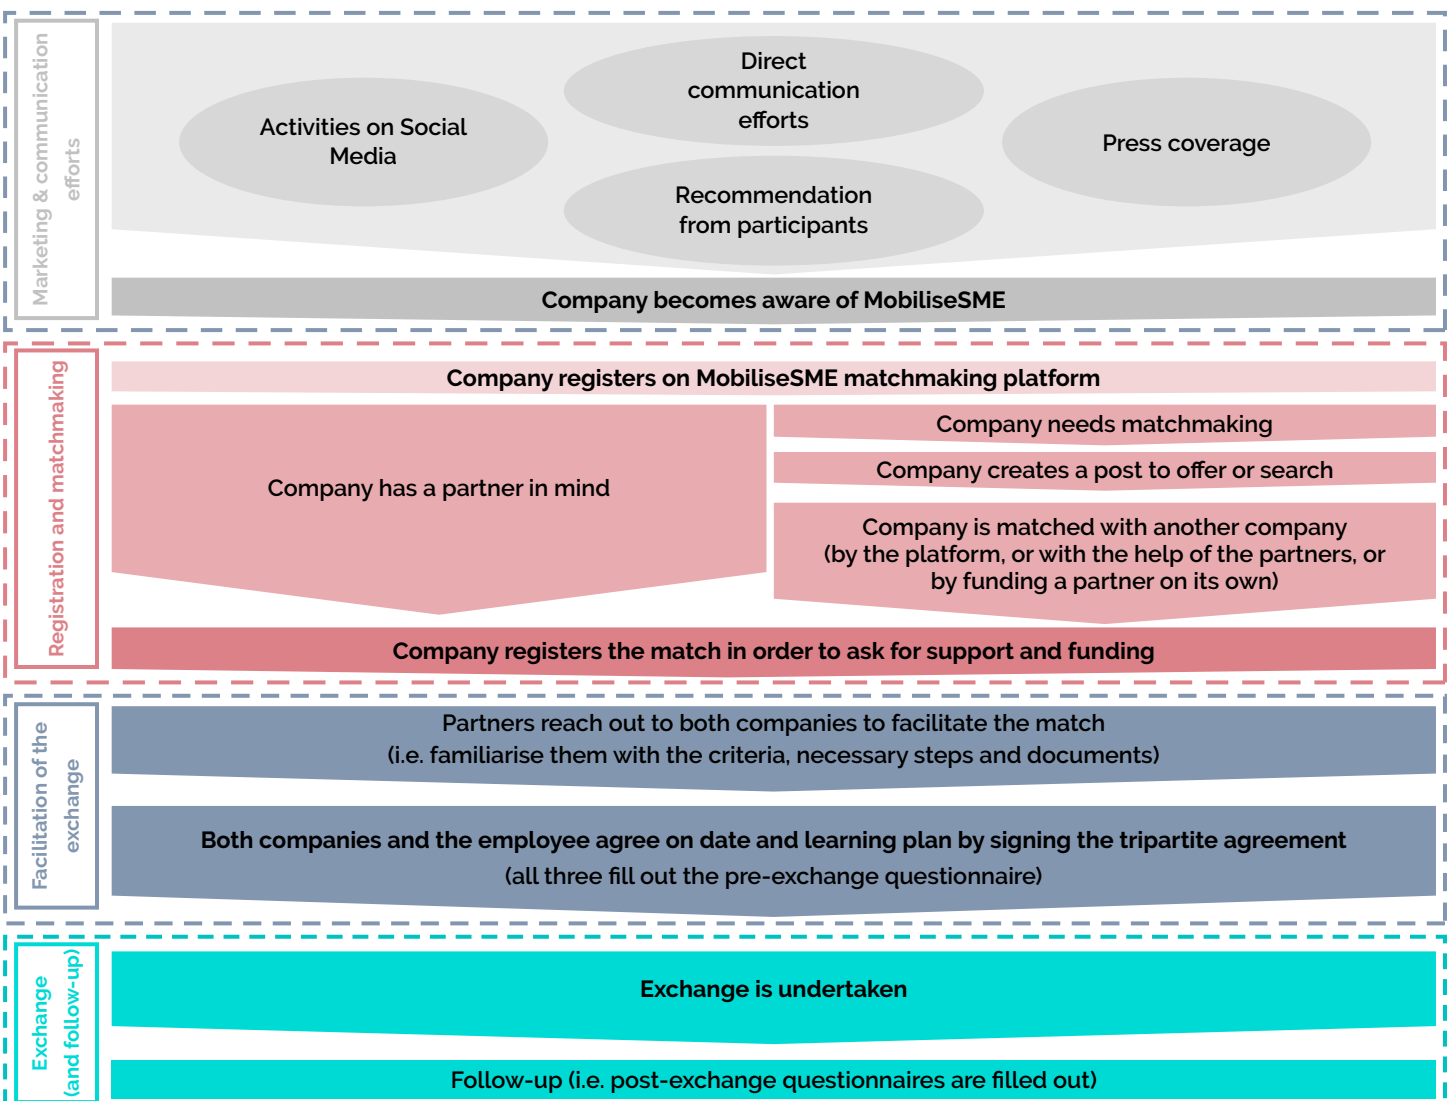 Marketing & communication
efforts
Activities on Social
Media
Direct
communication
efforts
Recommendation
from participants
Press coverage
Company becomes aware of MobiliseSME
Registration and matchmaking
Company registers on MobiliseSME matchmaking platform
Company has a partner in mind
Company needs matchmaking
Company creates a post to offer or search
Company is matched with another company
(by the platform, or with the help of the partners, or
by funding a partner on its own)
Company registers the match in order to ask for support and funding
Facilitation of the
exchange
Partners reach out to both companies to facilitate the match
(i.e. familiarise them with the criteria, necessary steps and documents)
Both companies and the employee agree on date and learning plan by signing the tripartite agreement
(all three fill out the pre-exchange questionnaire)
Exchange
(and follow-up)
Exchange is undertaken
Follow-up (i.e. post-exchange questionnaires are filled out)